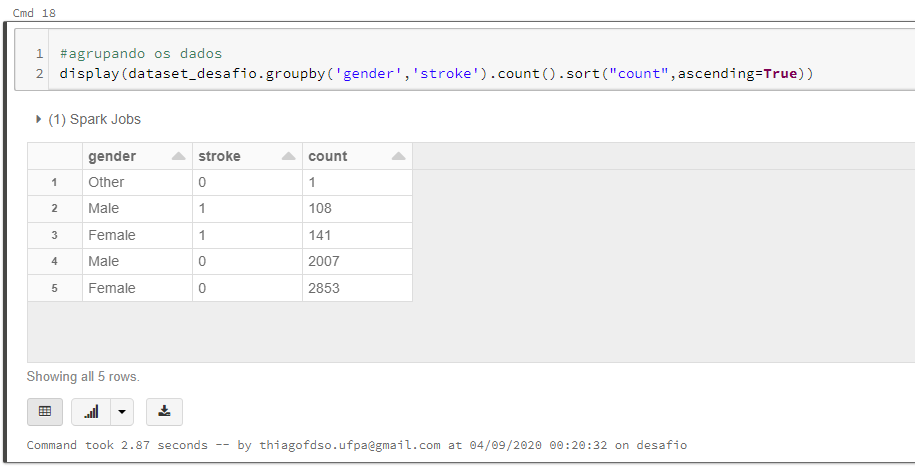 Cmd 18
1 #agrupando os dados
2 display(dataset_desafio.groupby('gender','stroke').count().sort("count",ascending=True))
(1) Spark Jobs
gender stroke count
1 Other 0 1
2 Male 1 108
3 Female 1 141
4 Male 0 2007
5 Female 0 2853
Showing all 5 rows.
Command took 2.87 seconds -- by thiagofdso.ufpa@gmail.com at 04/09/2020 00:20:32 on desafio